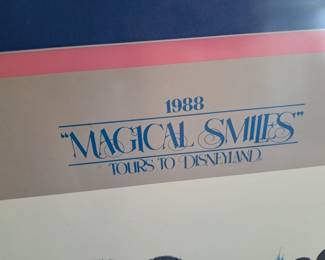 1988
"MAGICAL SMILES"
TOURS TO DISNEYLAND.